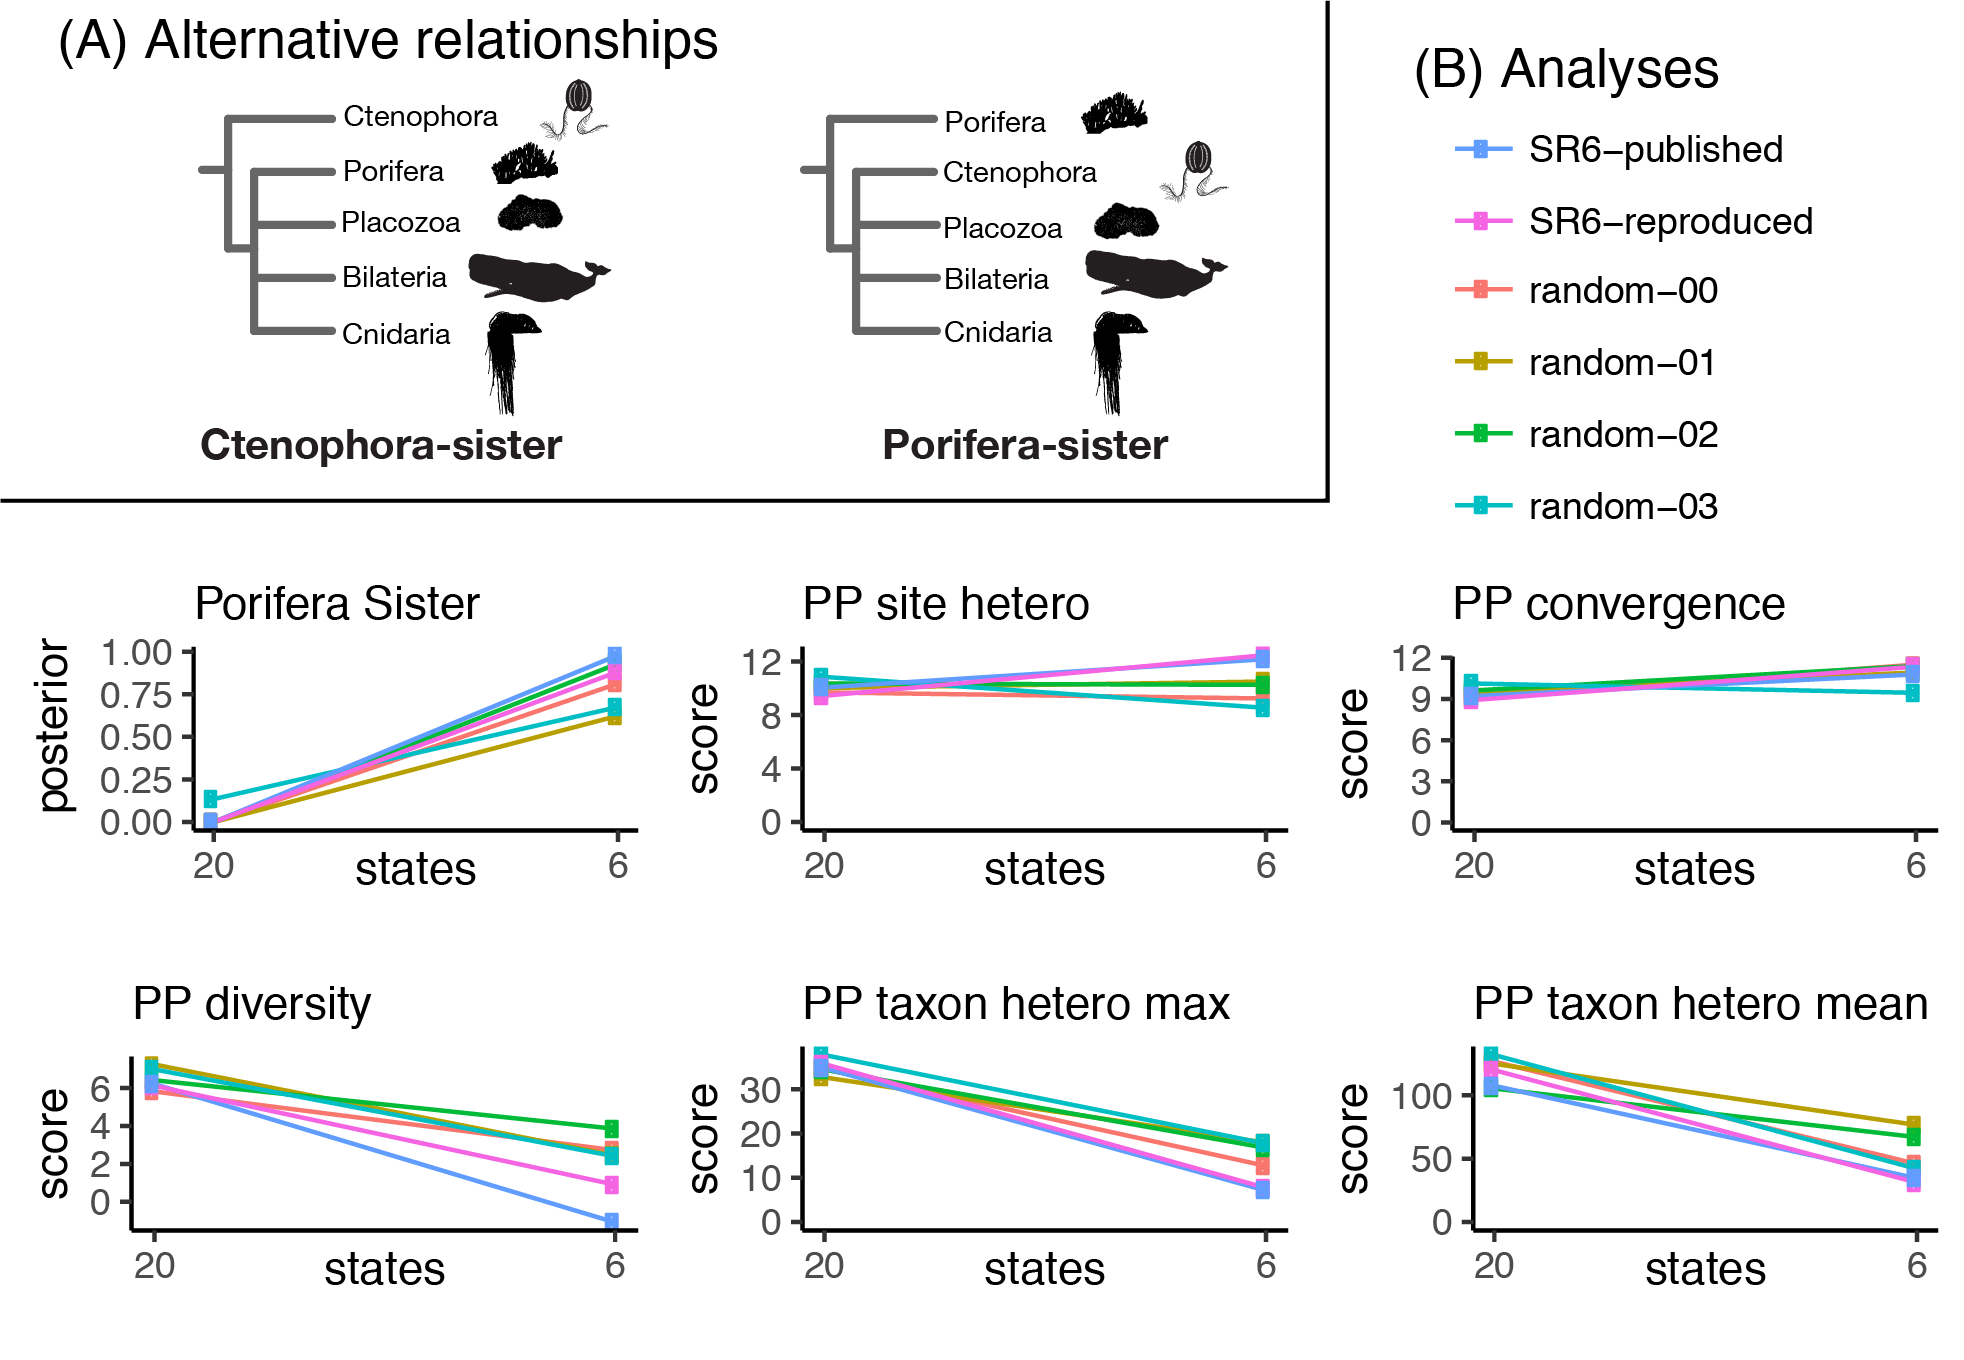 (A) Alternative relationships
Ctenophora
Porifera
Placozoa
Bilateria
Cnidaria
Ctenophora-sister
Porifera
Ctenophora
Placozoa
Bilateria
Cnidaria
Porifera-sister
(B) Analyses
SR6−published
SR6−reproduced
random−00
random−01
random−02
random−03
Porifera Sister
posterior
1.00
0.75
0.50
0.25
0.00
20
6
states
PP site hetero
score
12
8
4
0
20
6
states
PP convergence
score
12
9
6
3
0
20
6
states
PP diversity
score
6
4
2
0
20
6
states
PP taxon hetero max
score
30
20
10
0
20
6
states
PP taxon hetero mean
score
100
50
0
20
6
states